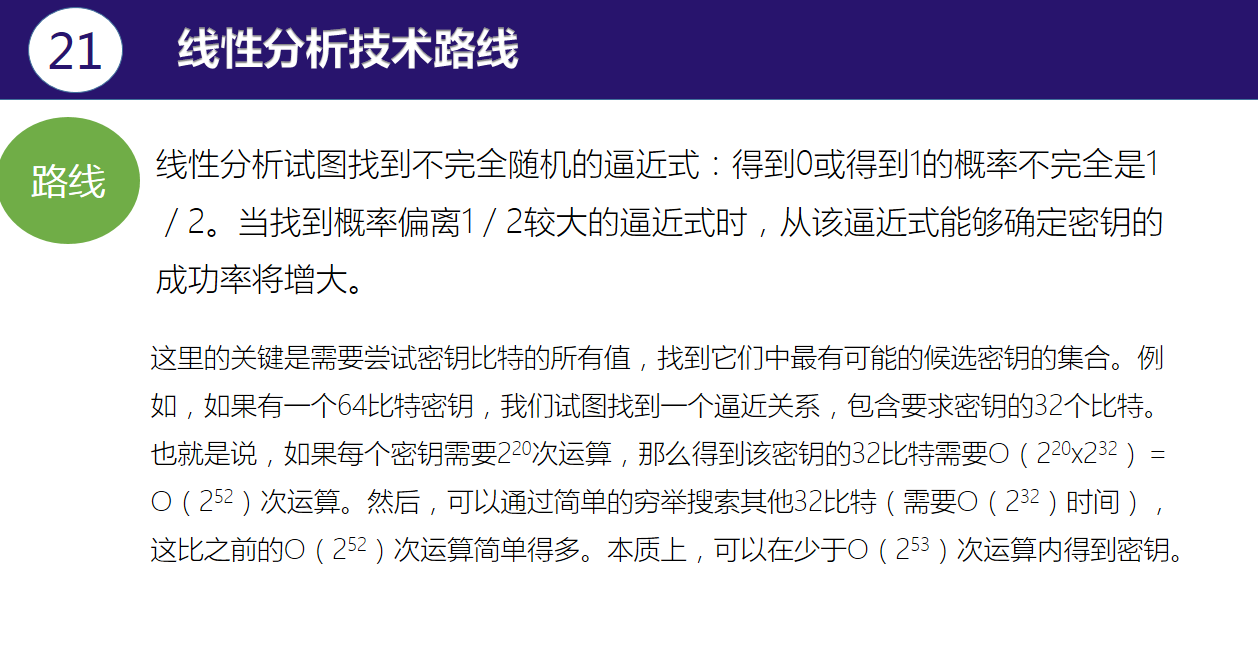 21
线性分析技术路线
路线
线性分析试图找到不完全随机的逼近式：得到0或得到1的概率不完全是1
／2。当找到概率偏离1／2较大的逼近式时，从该逼近式能够确定密钥的
成功率将增大。
这里的关键是需要尝试密钥比特的所有值，找到它们中最有可能的候选密钥的集合。例
如，如果有一个64比特密钥，我们试图找到一个逼近关系，包含要求密钥的32个比特。
也就是说，如果每个密钥需要2²⁰次运算，那么得到该密钥的32比特需要O（2²⁰x2³²）=
O（2⁵²）次运算。然后，可以通过简单的穷举搜索其他32比特（需要O（2³²）时间），
这比之前的O（2⁵²）次运算简单得多。本质上，可以在少于O（2⁵³）次运算内得到密钥。